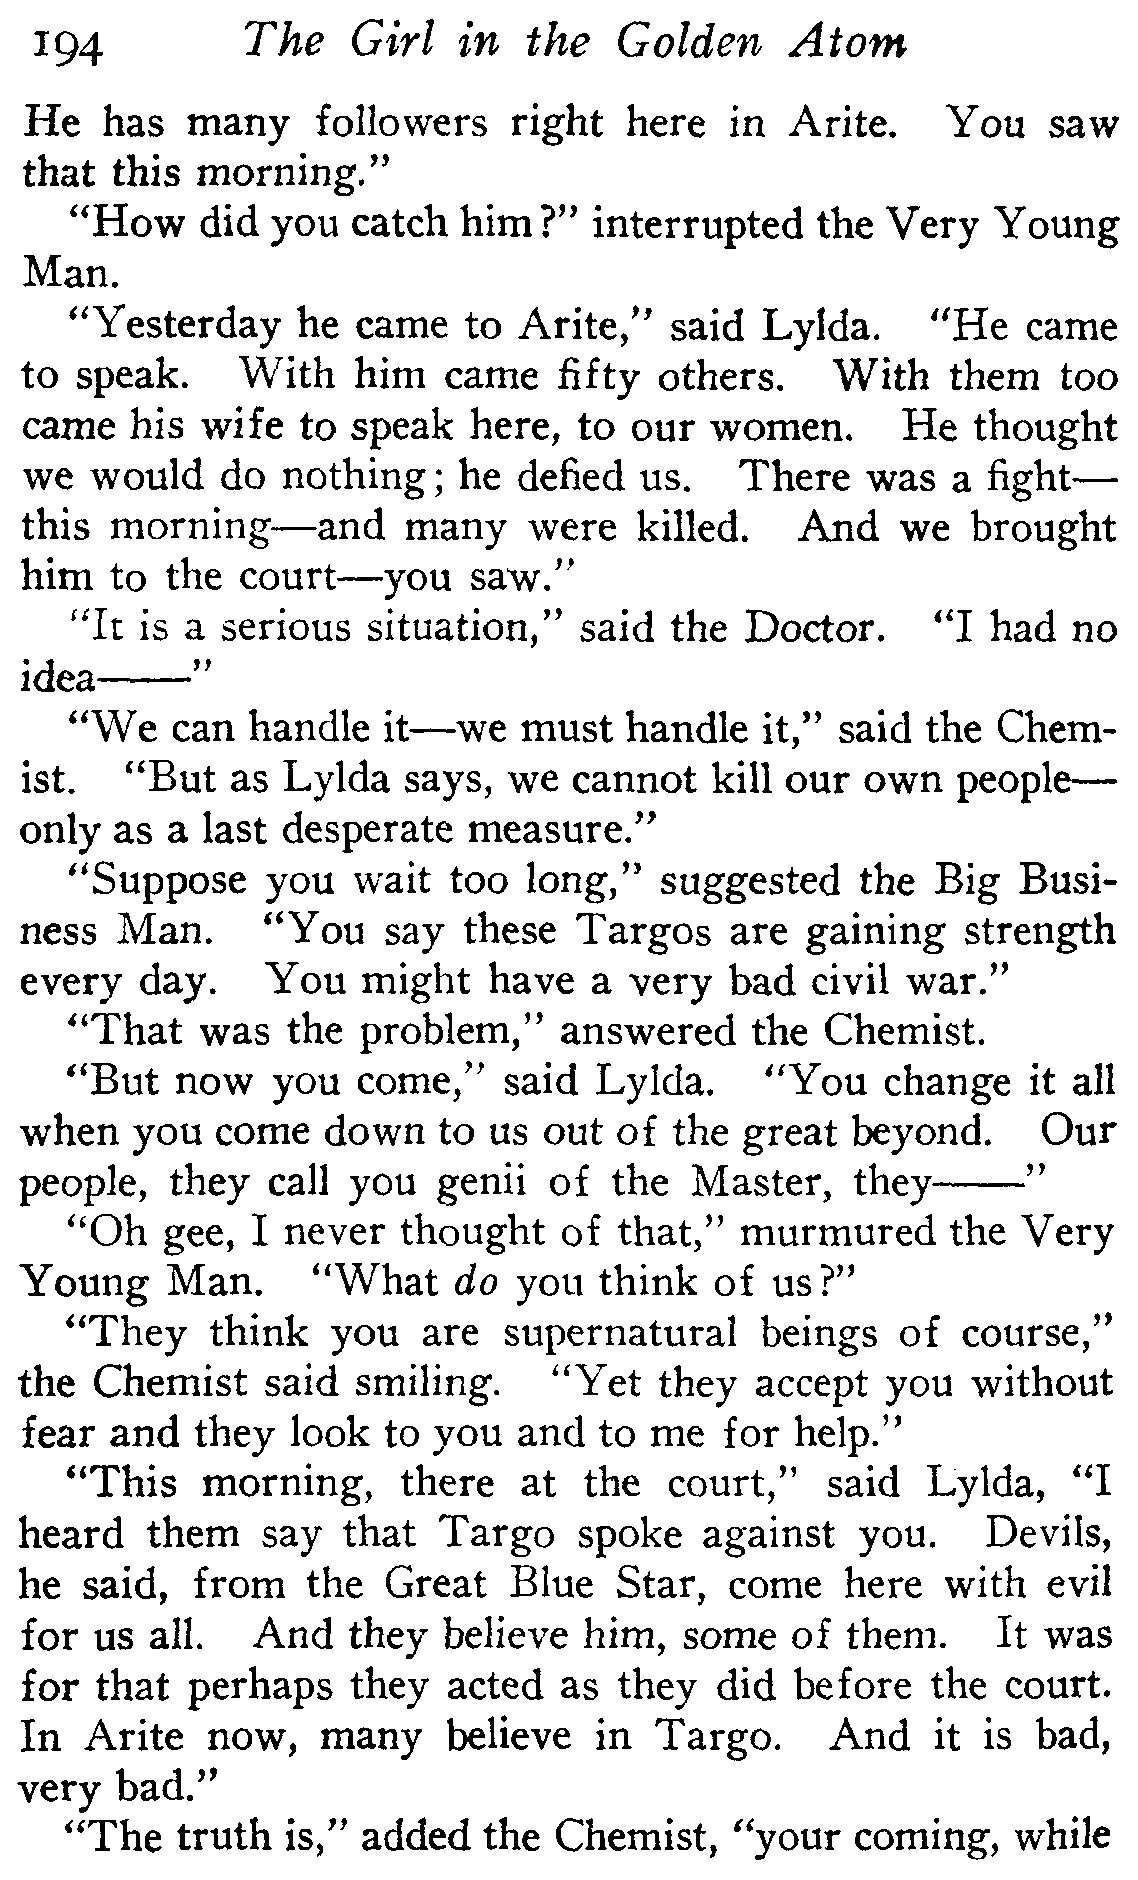 194 The Girl in the Golden Atom
He has many followers right here in Arite. You saw
that this morning."
"How did you catch him?" interrupted the Very Young
Man.
"Yesterday he came to Arite," said Lylda. "He came
to speak. With him came fifty others. With them too
came his wife to speak here, to our women. He thought
we would do nothing; he defied us. There was a fight—
this morning—and many were killed. And we brought
him to the court—you saw."
"It is a serious situation," said the Doctor. "I had no
idea——"
"We can handle it—we must handle it," said the Chem-
ist. "But as Lylda says, we cannot kill our own people—
only as a last desperate measure."
"Suppose you wait too long," suggested the Big Busi-
ness Man. "You say these Targos are gaining strength
every day. You might have a very bad civil war."
"That was the problem," answered the Chemist.
"But now you come," said Lylda. "You change it all
when you come down to us out of the great beyond. Our
people, they call you genii of the Master, they——"
"Oh gee, I never thought of that," murmured the Very
Young Man. "What do you think of us?"
"They think you are supernatural beings of course,"
the Chemist said smiling. "Yet they accept you without
fear and they look to you and to me for help."
"This morning, there at the court," said Lylda, "I
heard them say that Targo spoke against you. Devils,
he said, from the Great Blue Star, come here with evil
for us all. And they believe him, some of them. It was
for that perhaps they acted as they did before the court.
In Arite now, many believe in Targo. And it is bad,
very bad."
"The truth is," added the Chemist, "your coming, while